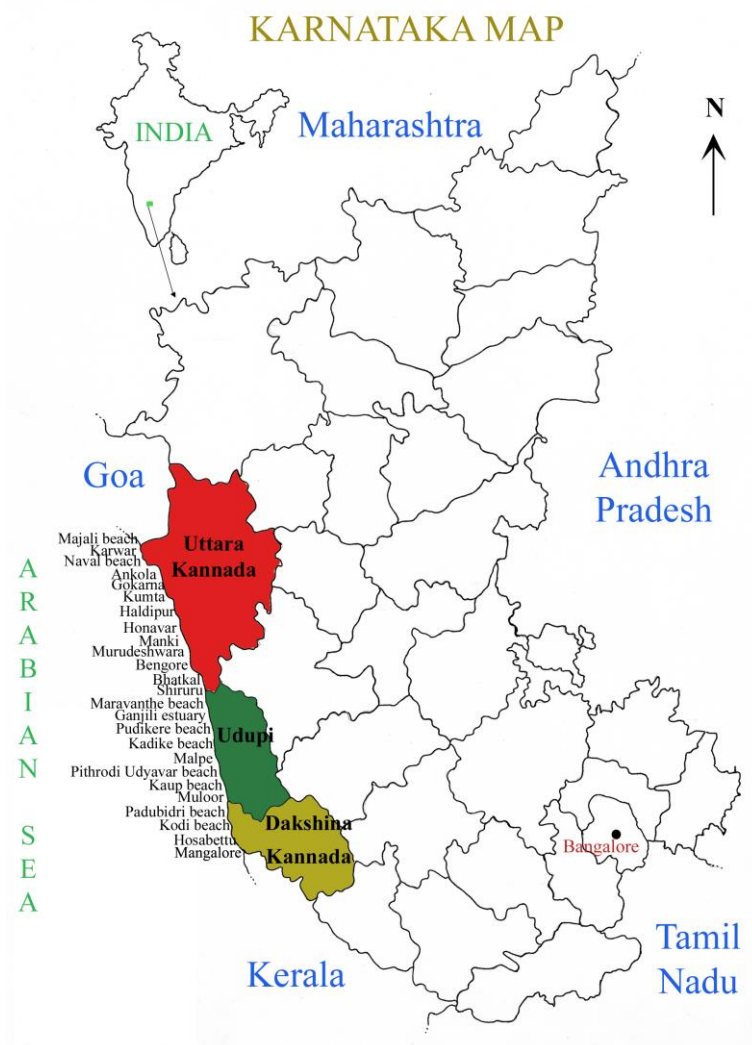 KARNATAKA MAP
INDIA
Maharashtra
N
Goa
Andhra
Pradesh
ARABIAN SEA
Majali beach
Karwar
Naval beach
Ankola
Gokarna
Kumta
Haldipur
Honavar
Manki
Murudeshwara
Bengore
Bhatkal
Shiruru
Maravanthe beach
Ganjili estuary
Pudikere beach
Kadike beach
Malpe
Pithrodi Udyavar beach
Kaup beach
Muloor
Padubidri beach
Kodi beach
Hosabettu
Mangalore
Uttara
Kannada
Udupi
Dakshina
Kannada
Bangalore
Kerala
Tamil
Nadu